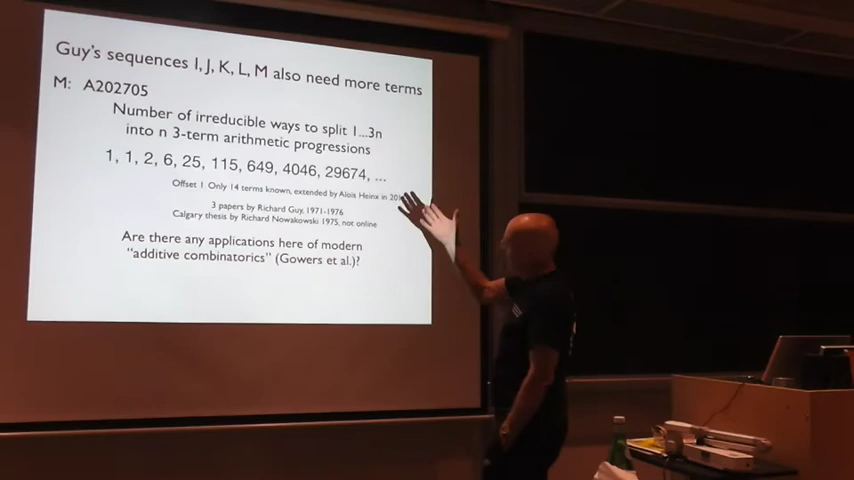 Guy's sequences I, J, K, L, M also need more terms
M: A202705
Number of irreducible ways to split 1...3n
into n 3-term arithmetic progressions
1, 1, 2, 6, 25, 115, 649, 4046, 29674, ...
Offset 1 Only 14 terms known, extended by Alois Heinz in
3 papers by Richard Guy, 1971-1976
Calgary thesis by Richard Nowakowski 1975, not online
Are there any applications here of modern
"additive combinatorics" (Gowers et al.)?